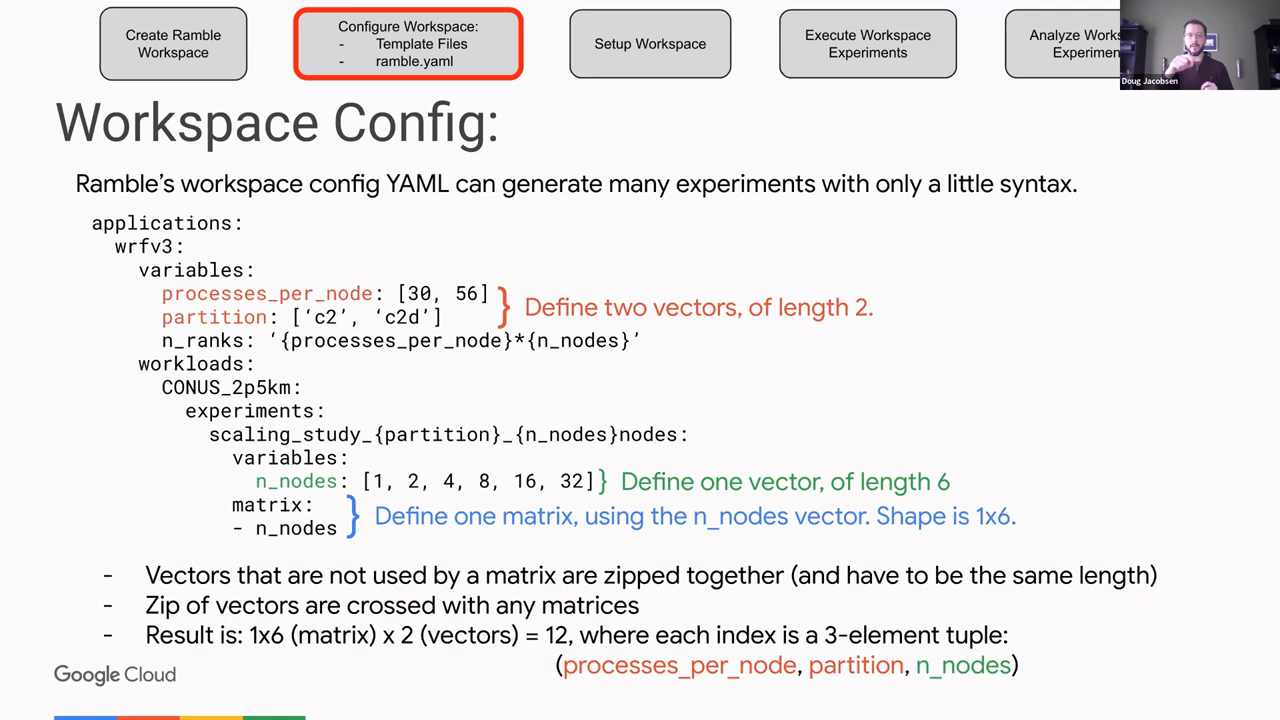 Create Ramble
Workspace
Configure Workspace:
- Template Files
- ramble.yaml
Setup Workspace
Execute Workspace
Experiments
Analyze Works
Experimen
Doug Jacobsen
Workspace Config:
Ramble’s workspace config YAML can generate many experiments with only a little syntax.
applications:
wrfv3:
variables:
processes_per_node: [30, 56]
partition: [‘c2’, ‘c2d’]
} Define two vectors, of length 2.
n_ranks: ‘{processes_per_node}*{n_nodes}’
workloads:
CONUS_2p5km:
experiments:
scaling_study_{partition}_{n_nodes}nodes:
variables:
n_nodes: [1, 2, 4, 8, 16, 32]} Define one vector, of length 6
matrix:
- n_nodes
} Define one matrix, using the n_nodes vector. Shape is 1x6.
- Vectors that are not used by a matrix are zipped together (and have to be the same length)
- Zip of vectors are crossed with any matrices
- Result is: 1x6 (matrix) x 2 (vectors) = 12, where each index is a 3-element tuple:
(processes_per_node, partition, n_nodes)
Google Cloud